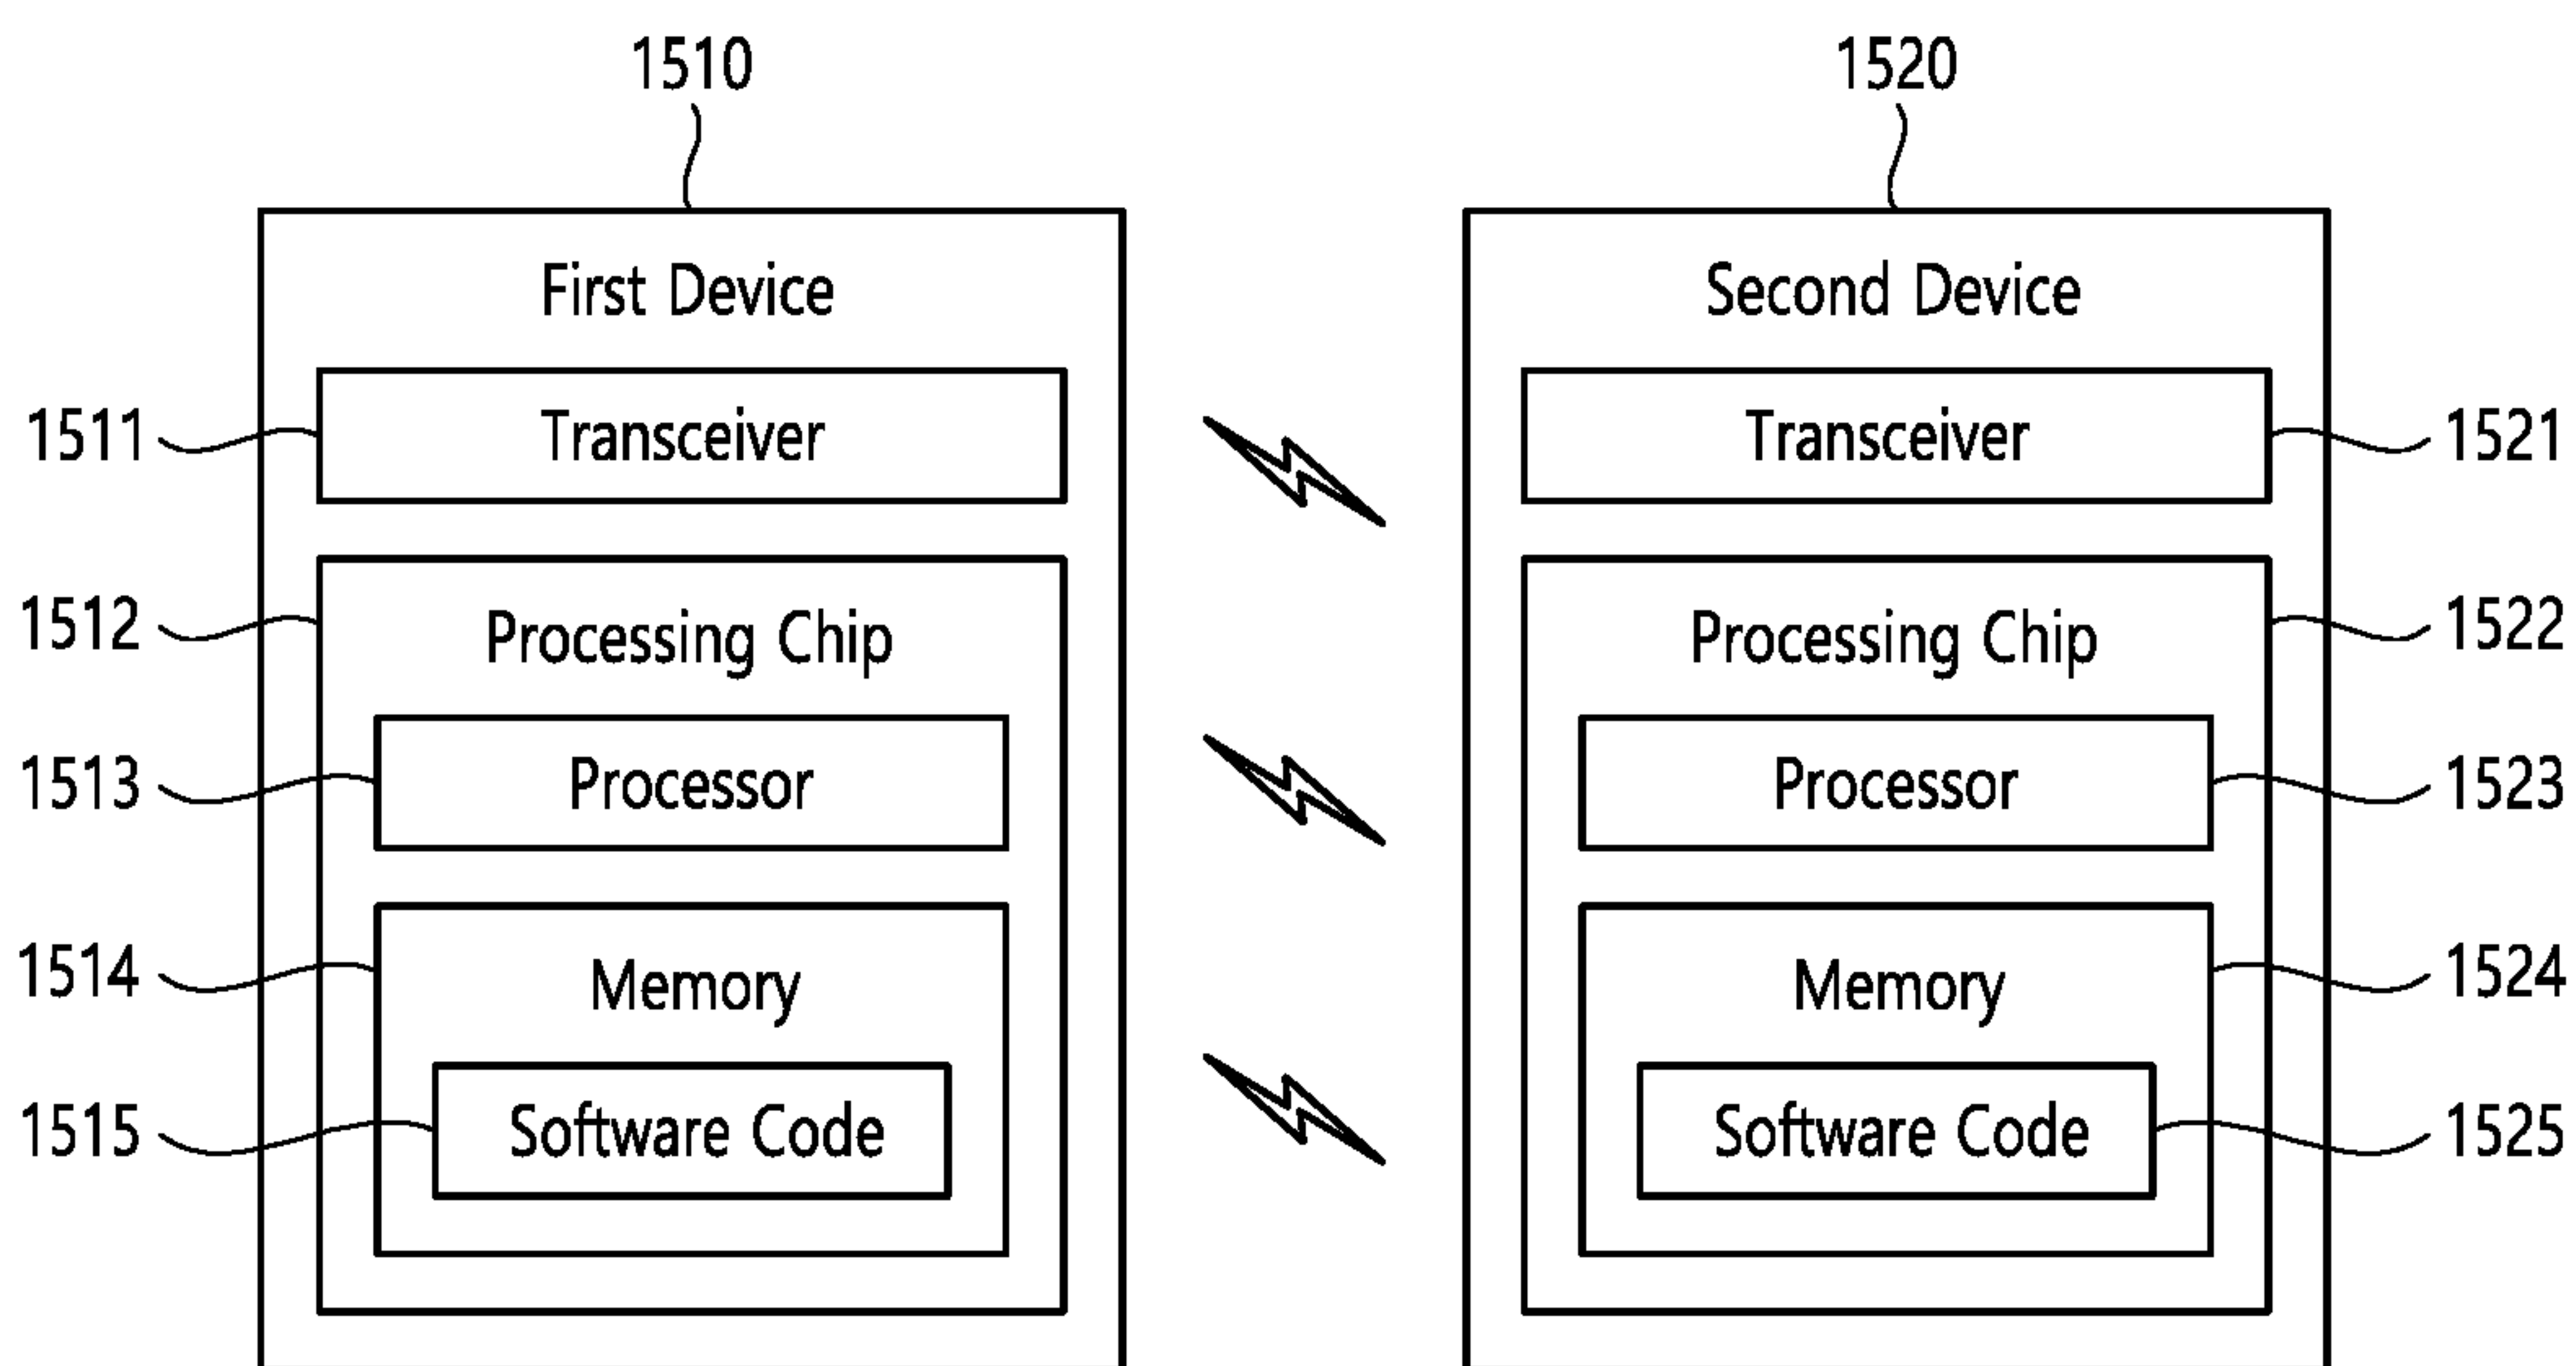 1510
1520
First Device
Second Device
1511
Transceiver
Transceiver
1521
1512
Processing Chip
Processing Chip
1522
1513
Processor
Processor
1523
1514
Memory
Memory
1524
1515
Software Code
Software Code
1525